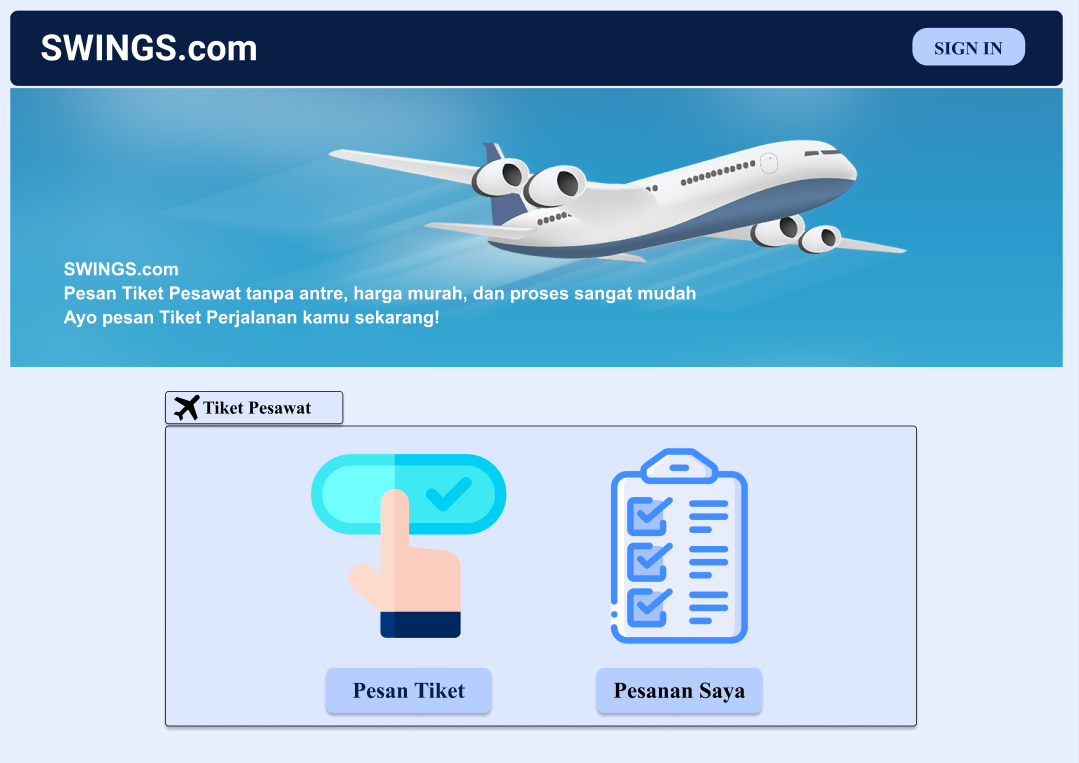 SWINGS.com
SIGN IN
SWINGS.com
Pesan Tiket Pesawat tanpa antre, harga murah, dan proses sangat mudah
Ayo pesan Tiket Perjalanan kamu sekarang!
Tiket Pesawat
Pesan Tiket
Pesanan Saya